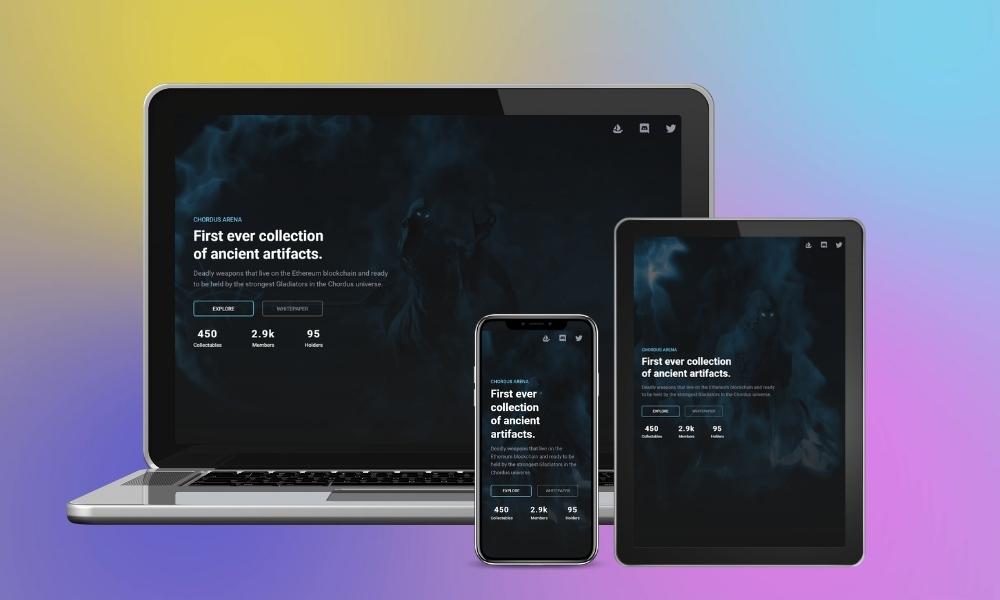 CHORDUS ARENA
First ever collection
of ancient artifacts.
Deadly weapons that live on the Ethereum blockchain and ready
to be held by the strongest Gladiators in the Chordus universe.
EXPLORE WHITEPAPER
450 2.9k 95
Collectables Members Holders
CHORDUS ARENA
First ever
collection
of ancient
artifacts.
Deadly weapons that live on the
Ethereum blockchain and ready to be
held by the strongest Gladiators in the
Chordus universe.
EXPLORE WHITEPAPER
450 2.9k 95
Collectables Members Holders
CHORDUS ARENA
First ever collection
of ancient artifacts.
Deadly weapons that live on the Ethereum blockchain and ready
to be held by the strongest Gladiators in the Chordus universe.
EXPLORE WHITEPAPER
450 2.9k 95
Collectables Members Holders